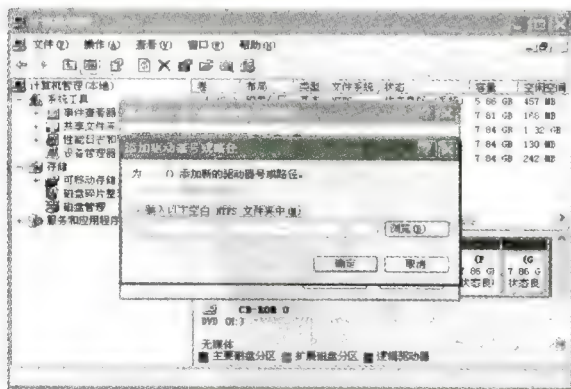 文件(F) 操作(A) 查看(V) 窗口(W) 帮助(H)
计算机管理(本地)
系统工具
事件查看器
共享文件夹
性能日志和
设备管理器
存储
可移动存储
磁盘碎片整
磁盘管理
服务和应用程序
卷 布局 类型 文件系统 状态 容量 空闲空间
5 86 GB 457 MB
7 81 GB 166 MB
7 84 GB 1 32 GB
7 84 GB 130 MB
7 84 GB 242 MB
添加驱动器号或路径
为 () 添加新的驱动器号或路径。
装入以下空白 NTFS 文件夹中(M)
浏览(B)
确定 取消
(F (G
7 86 G 7 86 G
状态良 状态良
CD-ROM 0
DVD
无媒体
主要磁盘分区 扩展磁盘分区 逻辑驱动器